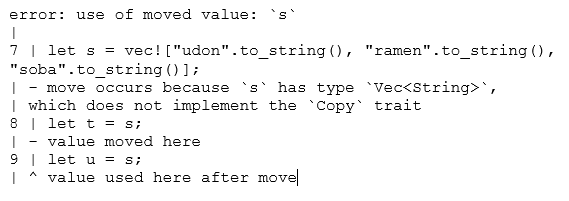 error: use of moved value: `s`
|
7 | let s = vec!["udon".to_string(), "ramen".to_string(),
"soba".to_string()];
| - move occurs because `s` has type `Vec<String>`,
| which does not implement the `Copy` trait
8 | let t = s;
| - value moved here
9 | let u = s;
| ^ value used here after move